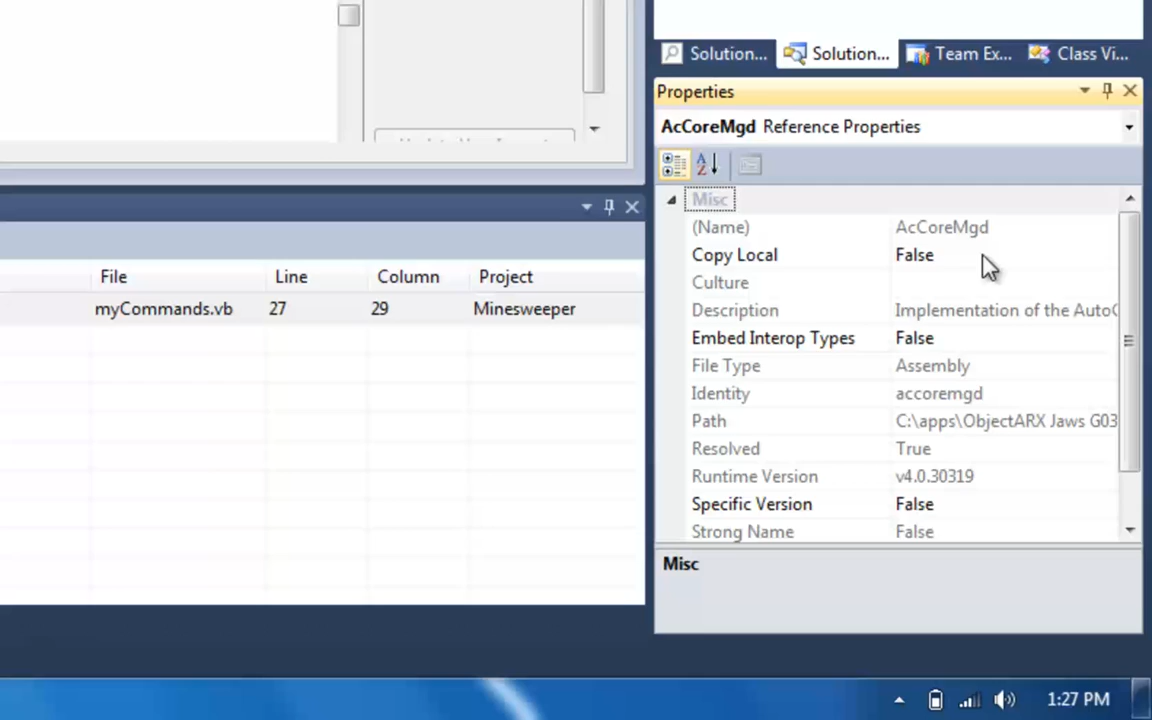 Solution...
Solution...
Team Ex...
Class Vi...
Properties
AcCoreMgd Reference Properties
Misc
(Name) AcCoreMgd
Copy Local False
Culture
Description Implementation of the AutoC
Embed Interop Types False
File Type Assembly
Identity accoremgd
Path C:\apps\ObjectARX Jaws G03
Resolved True
Runtime Version v4.0.30319
Specific Version False
Strong Name False
Misc
File Line Column Project
myCommands.vb 27 29 Minesweeper
1:27 PM